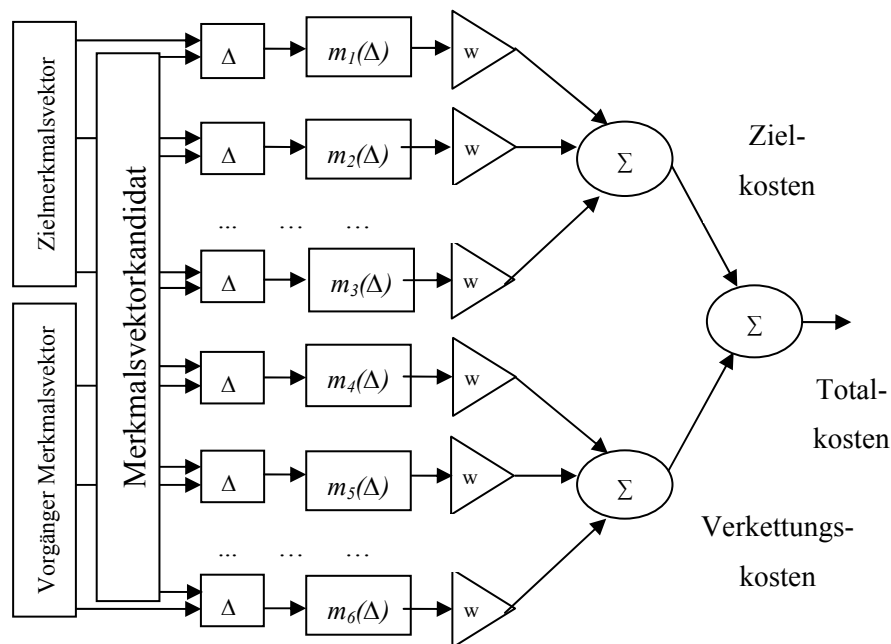 Zielmerkmalsvektor
Vorgänger Merkmalsvektor
Merkmalsvektorkandidat
Δ m1(Δ) w
Δ m2(Δ) w
... ... ...
Δ m3(Δ) w
Δ m4(Δ) w
Δ m5(Δ) w
... ... ...
Δ m6(Δ) w
Σ
Ziel-
kosten
Σ
Total-
kosten
Σ
Verkettungs-
kosten